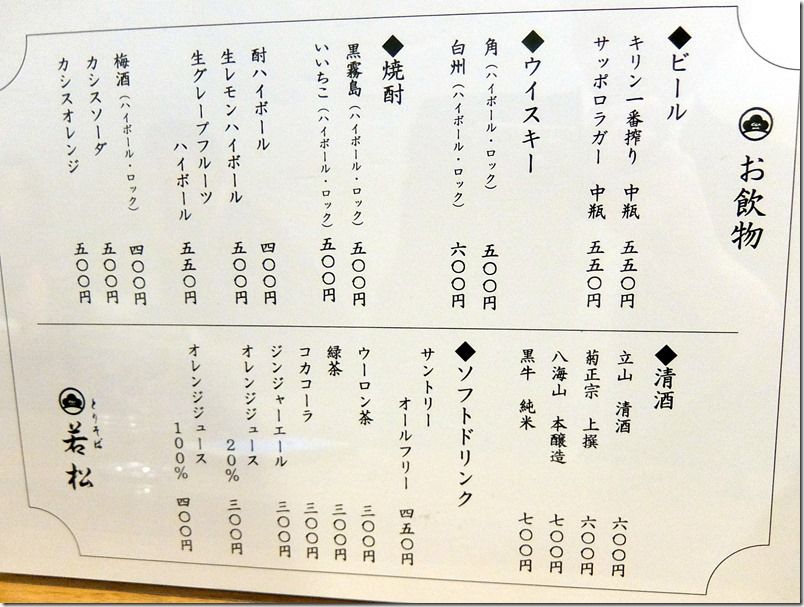 お飲物
◆ビール
キリン一番搾り 中瓶 五五〇円
サッポロラガー 中瓶 五五〇円
◆ウイスキー
角（ハイボール・ロック） 五〇〇円
白州（ハイボール・ロック） 六〇〇円
◆焼酎
黒霧島（ハイボール・ロック） 五〇〇円
いいちこ（ハイボール・ロック） 五〇〇円
酎ハイボール 四〇〇円
生レモンハイボール 五〇〇円
生グレープフルーツ
ハイボール 五五〇円
梅酒（ハイボール・ロック） 四〇〇円
カシスソーダ 五〇〇円
カシスオレンジ 五〇〇円
◆清酒
立山 清酒 六〇〇円
菊正宗 上撰 六〇〇円
八海山 本醸造 七〇〇円
黒牛 純米 七〇〇円
◆ソフトドリンク
サントリー
オールフリー 四五〇円
ウーロン茶 三〇〇円
緑茶 三〇〇円
コカコーラ 三〇〇円
ジンジャーエール 三〇〇円
オレンジジュース
20% 三〇〇円
オレンジジュース
100% 四〇〇円
とりそば
若松